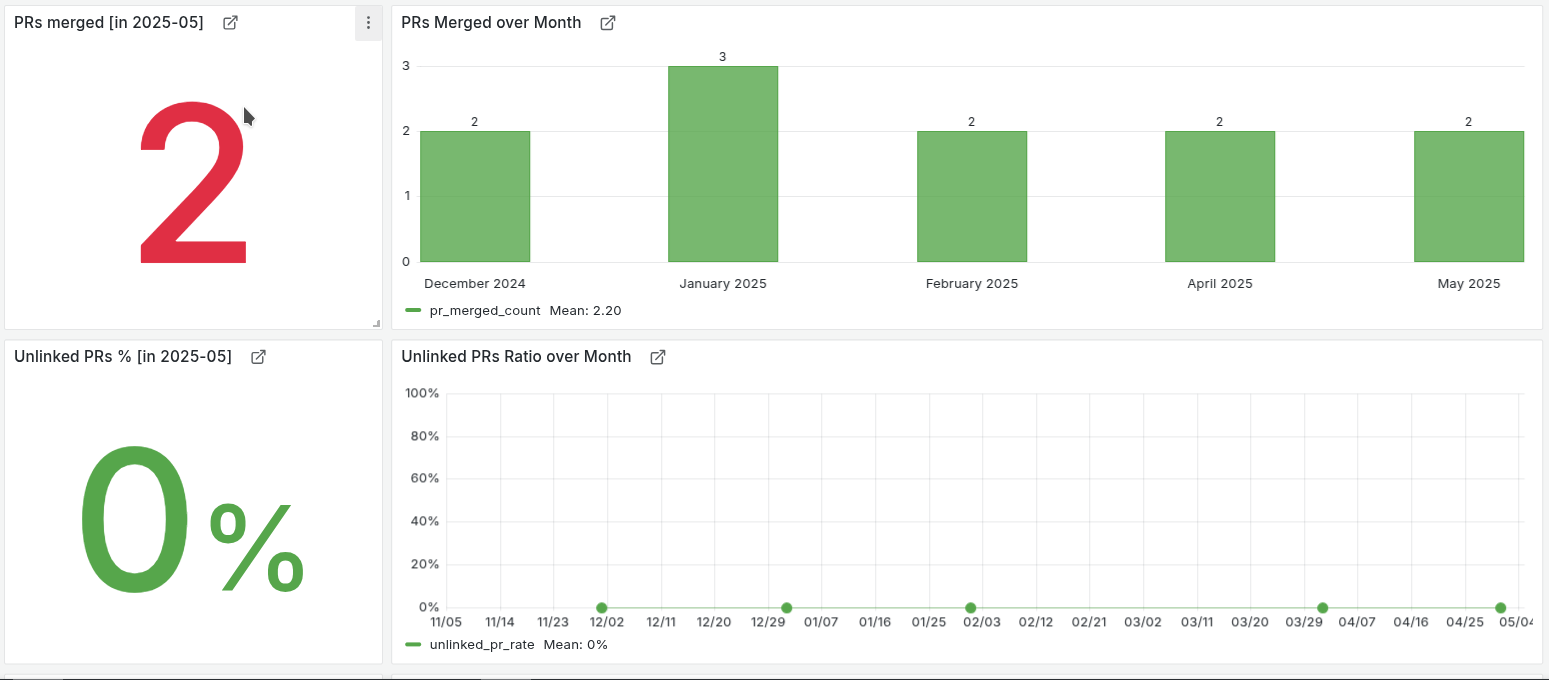 PRs merged [in 2025-05]
2
PRs Merged over Month
3
2
1
0
2
3
2
2
2
December 2024
January 2025
February 2025
April 2025
May 2025
pr_merged_count Mean: 2.20
Unlinked PRs % [in 2025-05]
0%
Unlinked PRs Ratio over Month
100%
80%
60%
40%
20%
0%
11/05 11/14 11/23 12/02 12/11 12/20 12/29 01/07 01/16 01/25 02/03 02/12 02/21 03/02 03/11 03/20 03/29 04/07 04/16 04/25 05/04
unlinked_pr_rate Mean: 0%